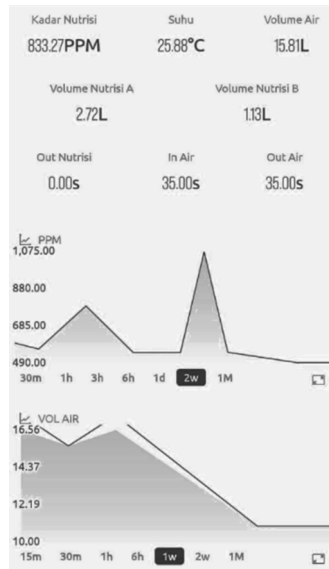 Kadar Nutrisi Suhu Volume Air
833.27PPM 25.88°C 15.81L
Volume Nutrisi A Volume Nutrisi B
2.72L 1.13L
Out Nutrisi In Air Out Air
0.00s 35.00s 35.00s
PPM
1,075.00
880.00
685.00
490.00
30m 1h 3h 6h 1d 2w 1M
VOL AIR
16.56
14.37
12.19
10.00
15m 30m 1h 6h 1w 2w 1M